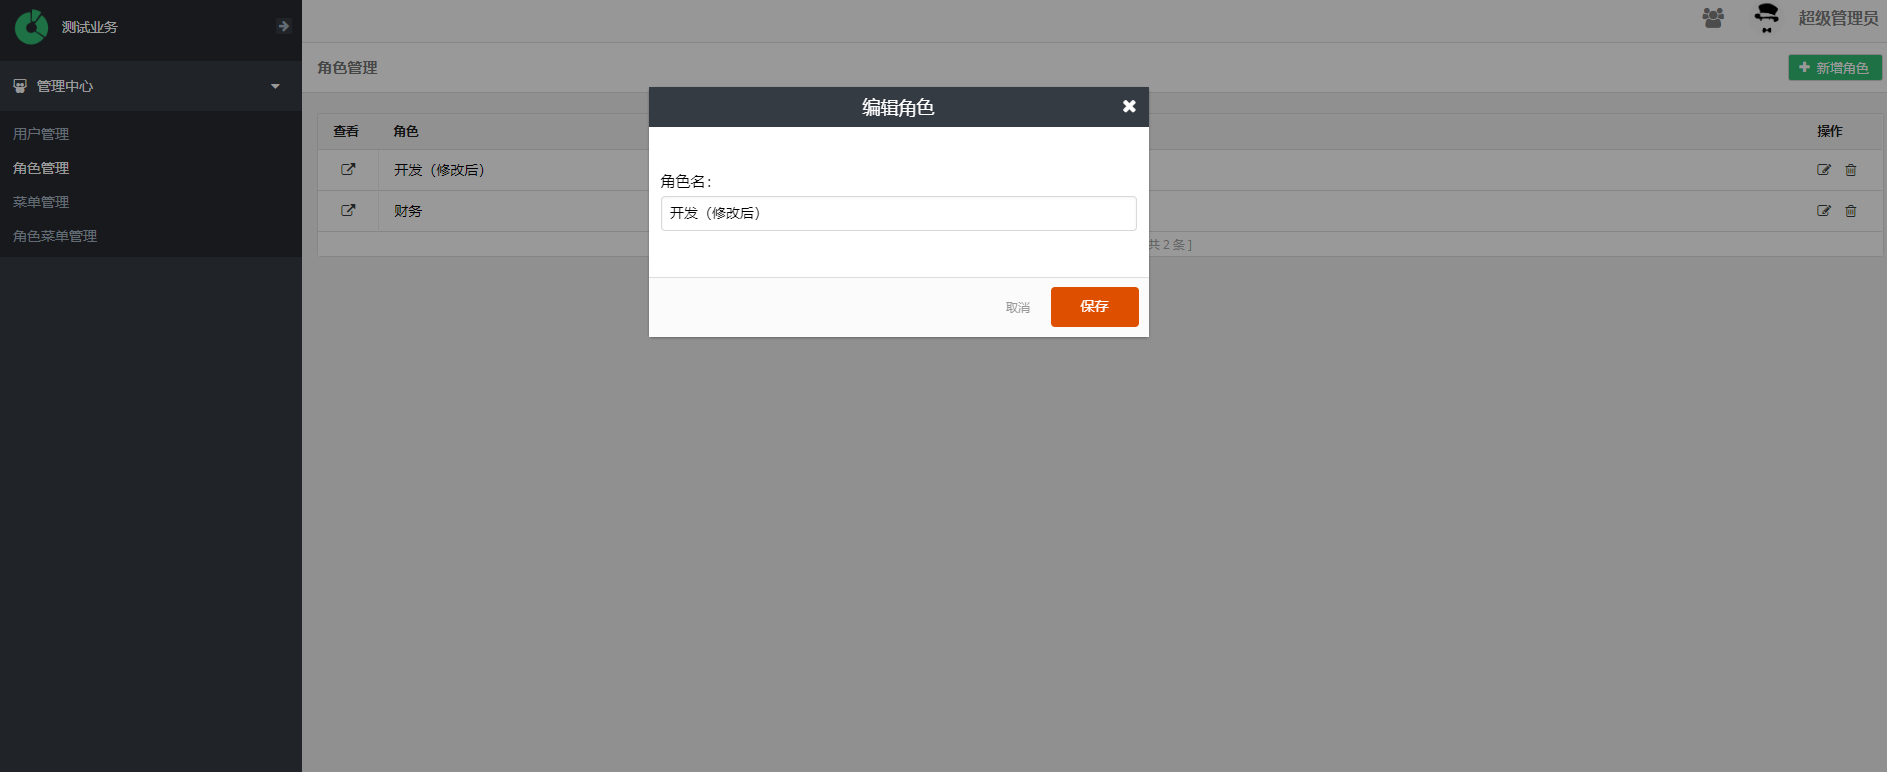 测试业务
超级管理员
管理中心
用户管理
角色管理
菜单管理
角色菜单管理
角色管理
新增角色
查看 角色 操作
开发（修改后）
财务
共 2 条 ]
编辑角色
角色名：
开发（修改后）
取消 保存